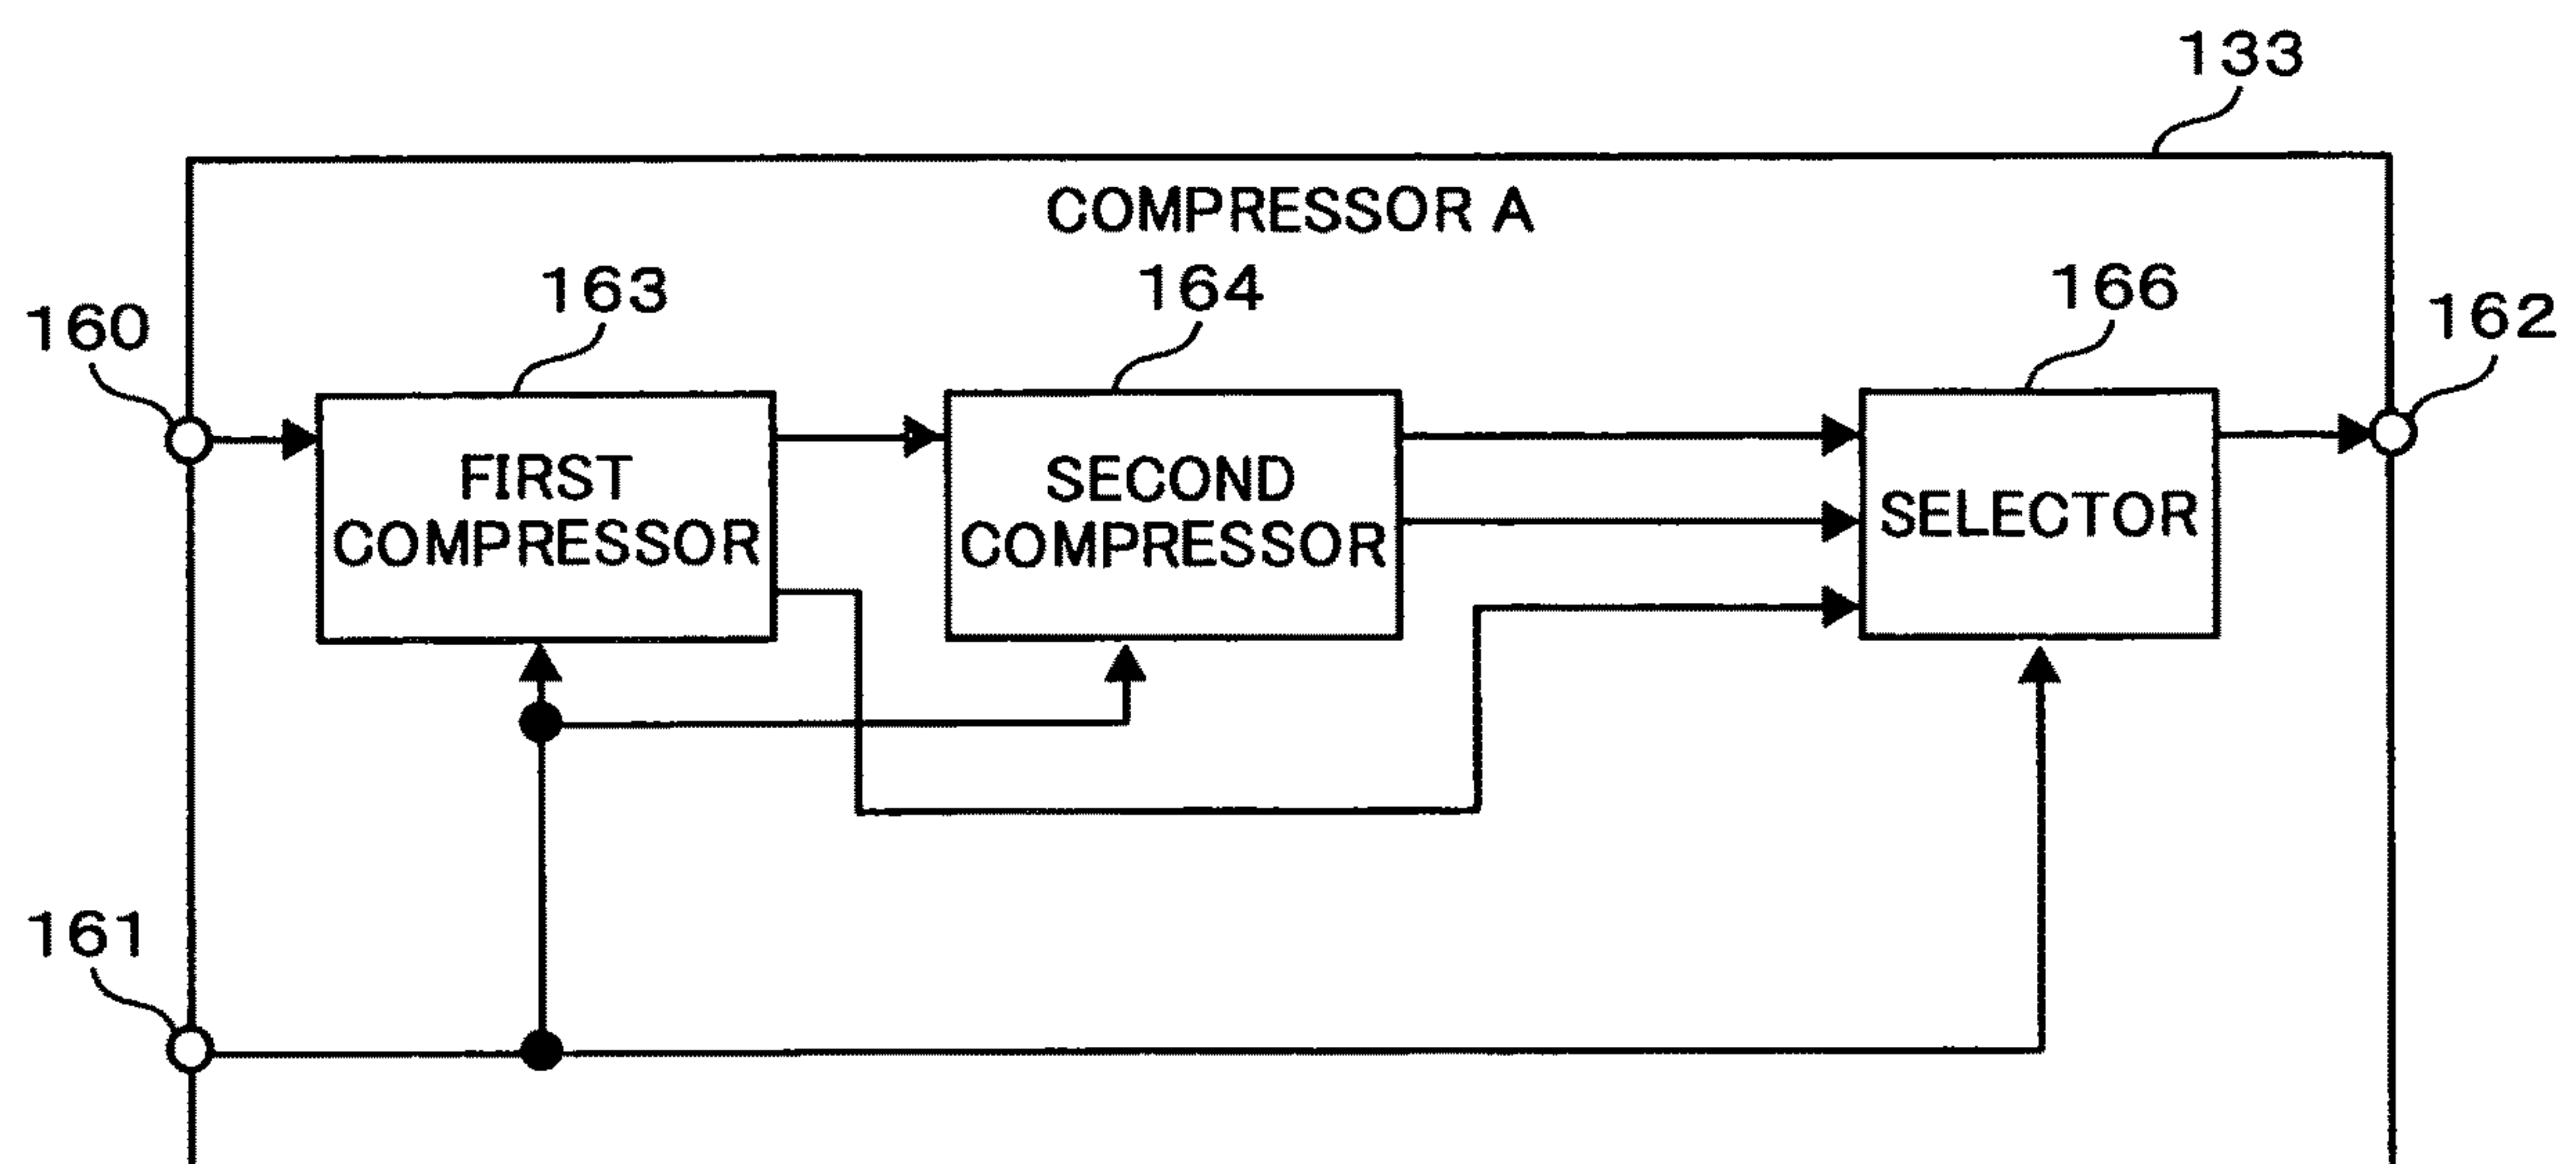 133
COMPRESSOR A
160
163
164
166
162
FIRST
COMPRESSOR
SECOND
COMPRESSOR
SELECTOR
161